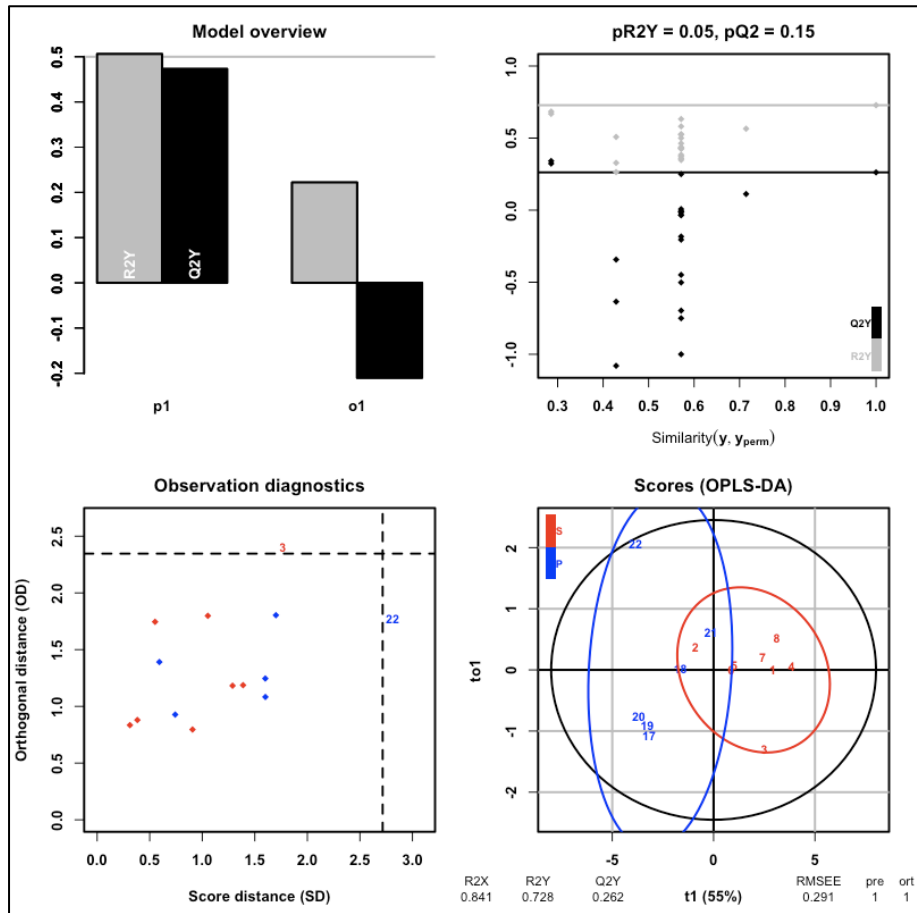 Model overview
0.5
0.4
0.3
0.2
0.1
0.0
-0.1
-0.2
R2Y
Q2Y
p1
o1
pR2Y = 0.05, pQ2 = 0.15
1.0
0.5
0.0
-0.5
-1.0
Q2Y
R2Y
0.3 0.4 0.5 0.6 0.7 0.8 0.9 1.0
Similarity(y, yperm)
Observation diagnostics
Orthogonal distance (OD)
2.5
2.0
1.5
1.0
0.5
0.0
3
22
0.0 0.5 1.0 1.5 2.0 2.5 3.0
Score distance (SD)
Scores (OPLS-DA)
to1
2
1
0
-1
-2
S
P
22
21
8
2
7
5
18
1
4
20
19
17
3
-5 0 5
t1 (55%)
R2X R2Y Q2Y RMSEE pre ort
0.841 0.728 0.262 0.291 1 1